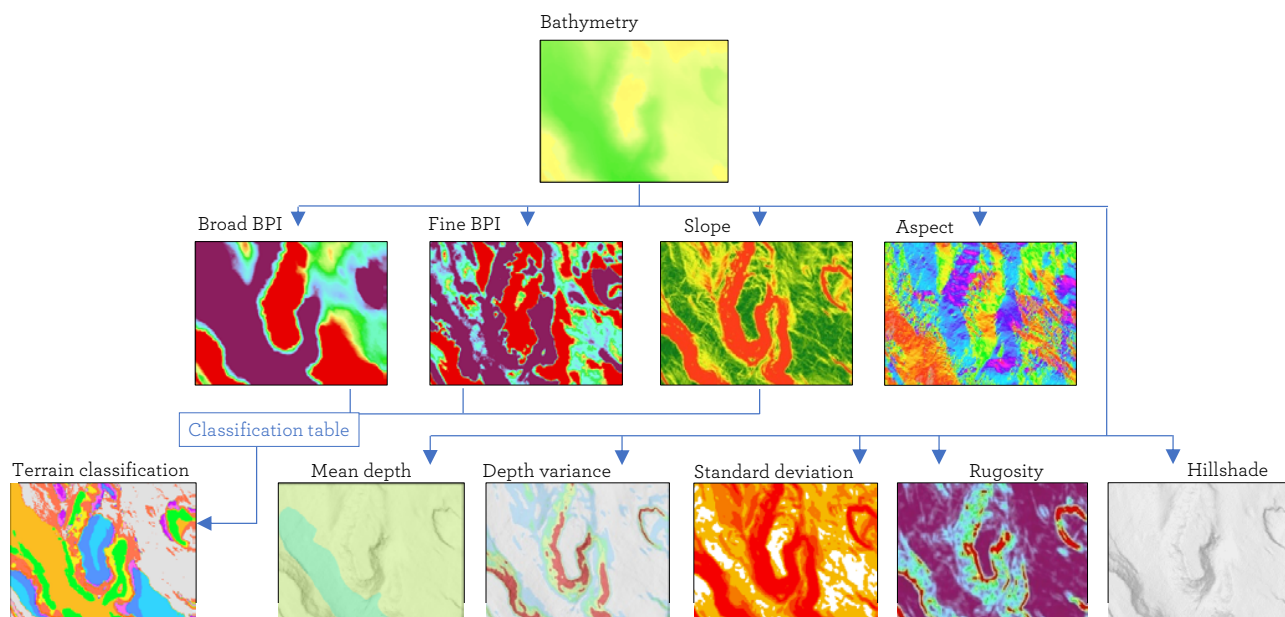 Bathymetry
Broad BPI
Fine BPI
Slope
Aspect
Classification table
Terrain classification
Mean depth
Depth variance
Standard deviation
Rugosity
Hillshade